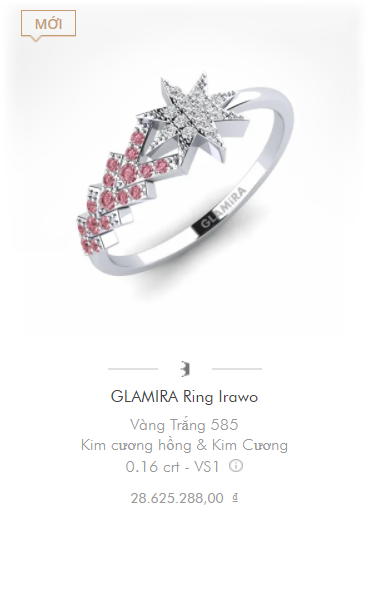 MỚI
GLAMIRA
GLAMIRA Ring Irawo
Vàng Trắng 585
Kim cương hồng & Kim Cương
0.16 crt - VS1
28.625.288,00 ₫